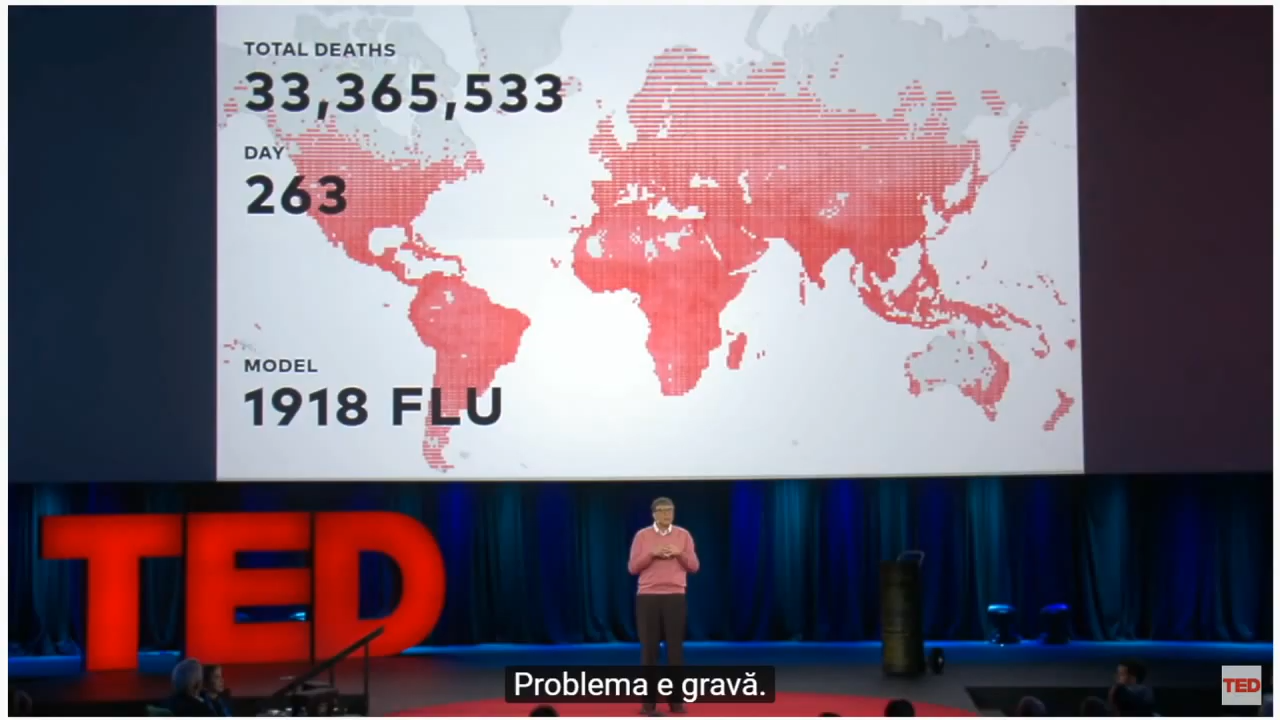 TOTAL DEATHS
33,365,533
DAY
263
MODEL
1918 FLU
TED
Problema e gravă.
TED